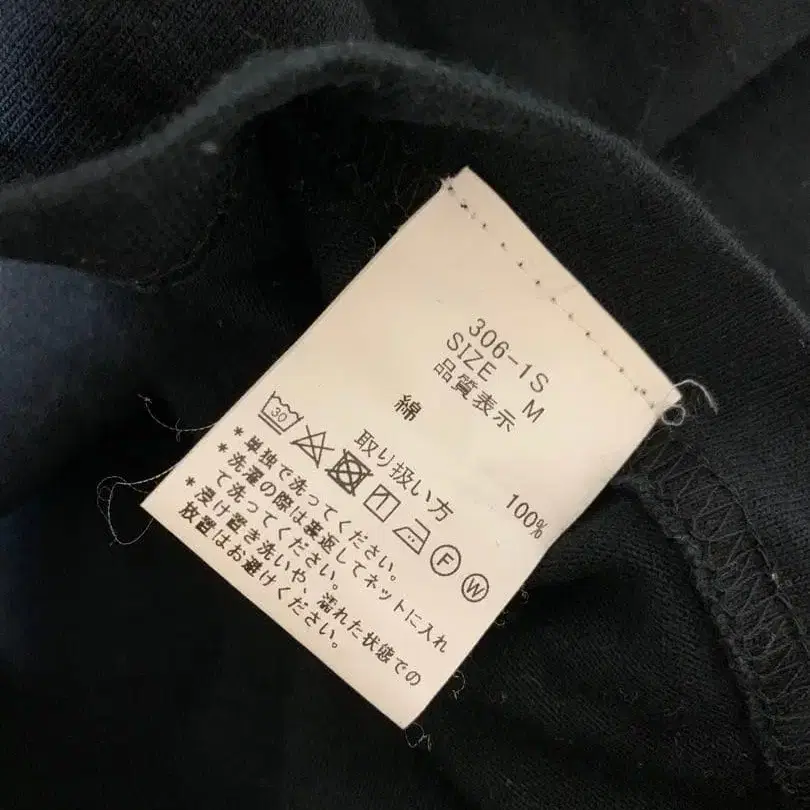 306-1S
SIZE M
品質表示
綿 100%
取り扱い方
30 F W
*単独で洗ってください。
*洗濯の際は裏返してネットに入れ
て洗ってください。
*浸け置き洗いや、濡れた状態での
放置はお避けください。